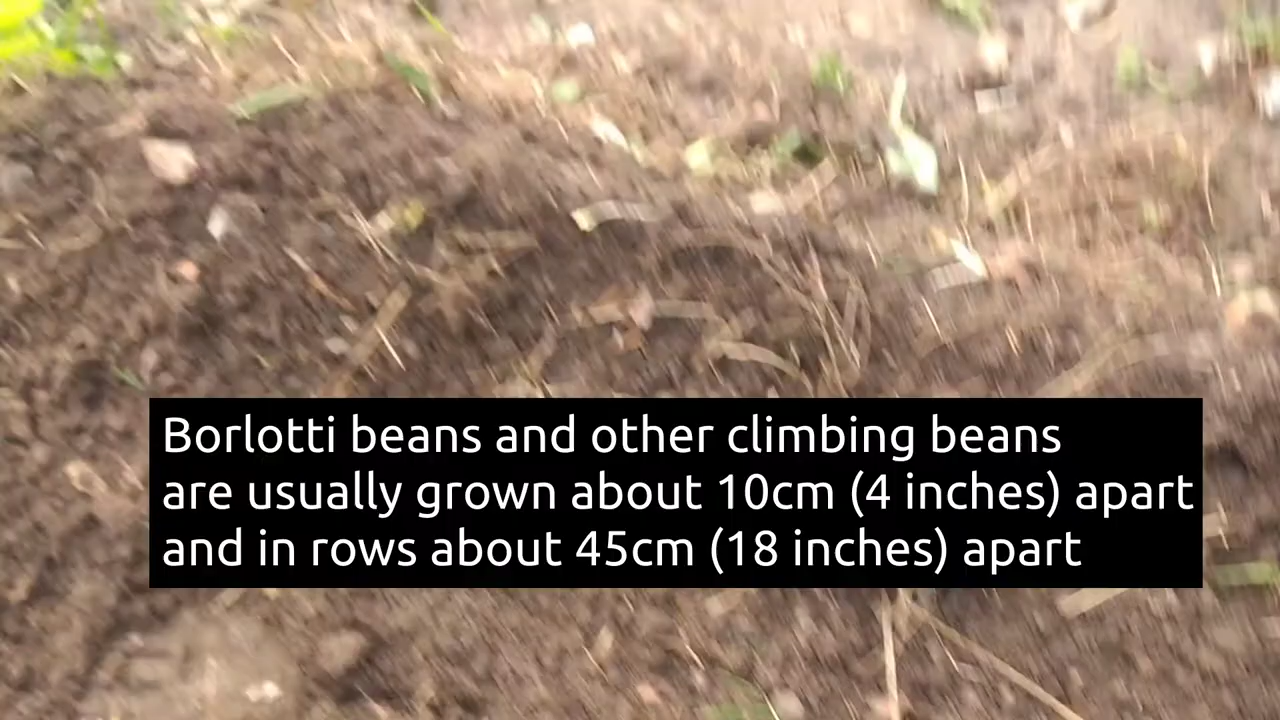 Borlotti beans and other climbing beans
are usually grown about 10cm (4 inches) apart
and in rows about 45cm (18 inches) apart